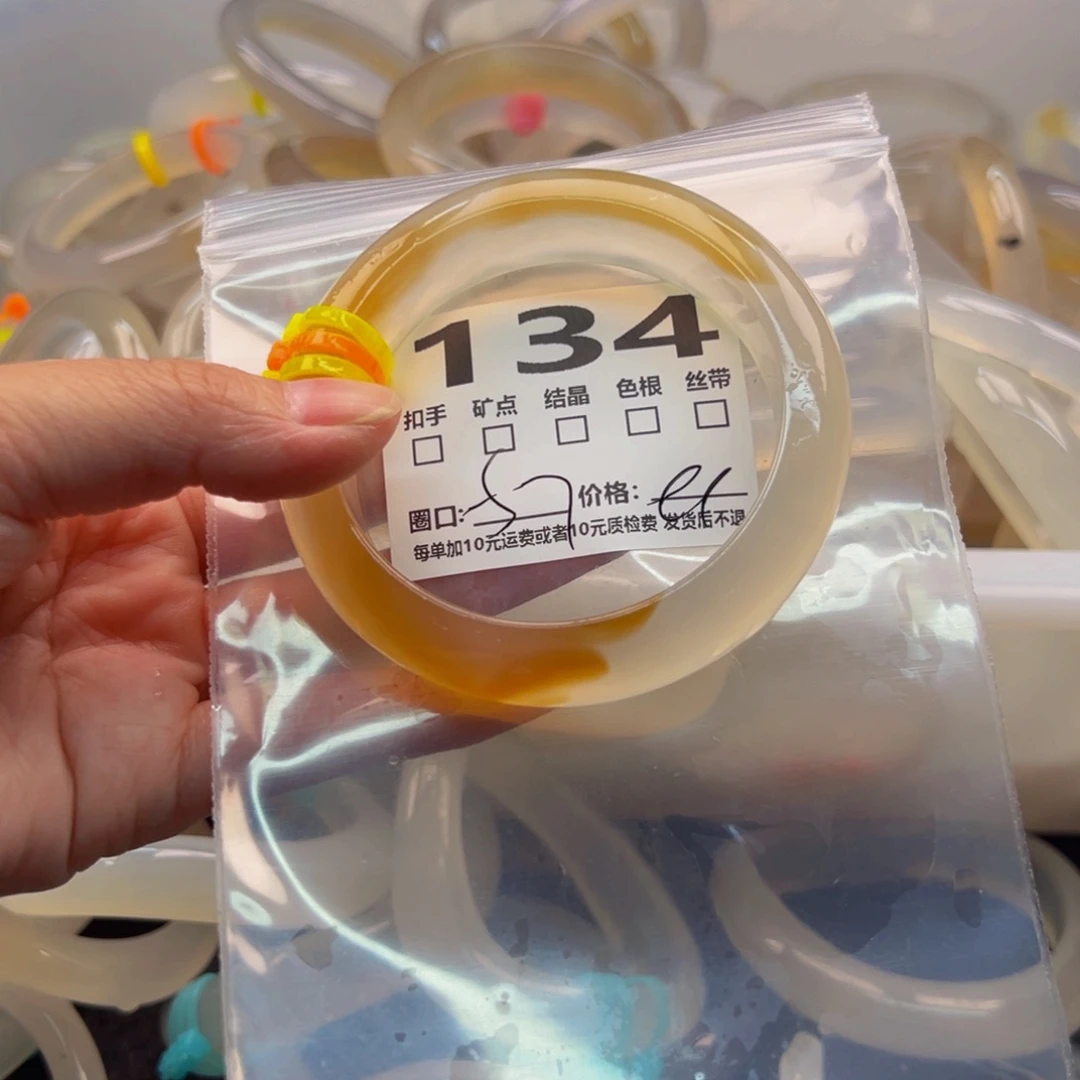 134
扣手 矿点 结晶 色根 丝带
□ □ □ □ □
圈口: 57 价格:
每单加10元运费或者10元质检费 发货后不退